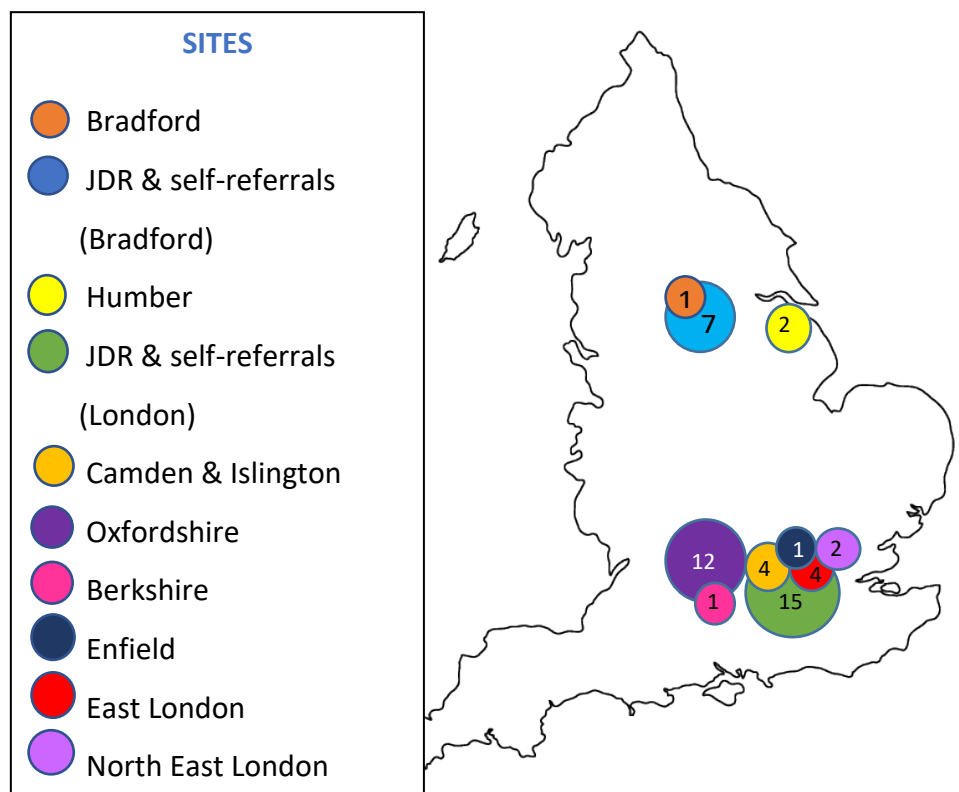 SITES
Bradford
JDR & self-referrals
(Bradford)
Humber
JDR & self-referrals
(London)
Camden & Islington
Oxfordshire
Berkshire
Enfield
East London
North East London
1
7
2
12
4
1
2
4
1
15